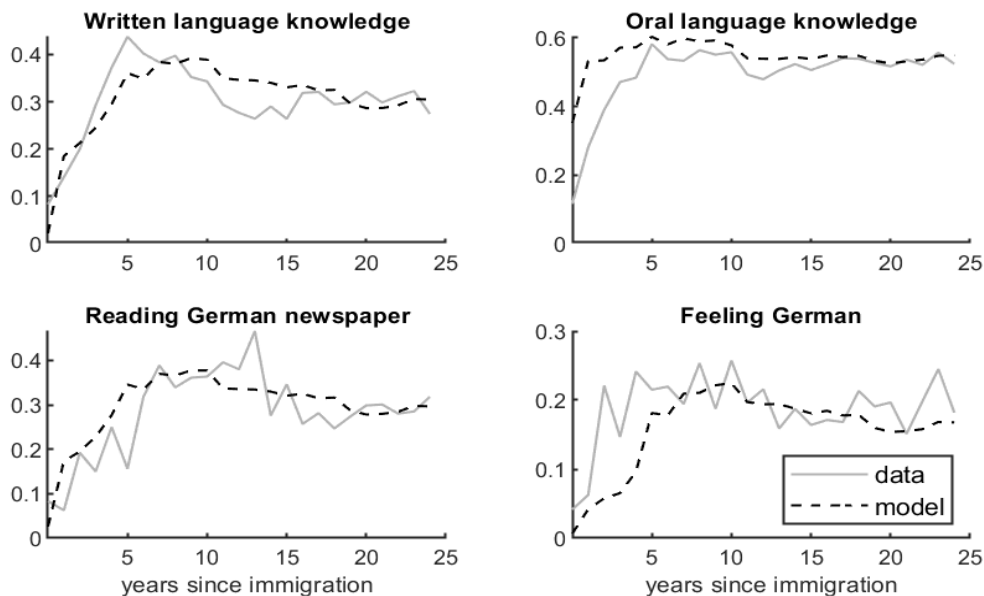 Written language knowledge
0.4
0.3
0.2
0.1
0
5 10 15 20 25
Oral language knowledge
0.6
0.4
0.2
0
5 10 15 20 25
Reading German newspaper
0.4
0.3
0.2
0.1
0
5 10 15 20 25
years since immigration
Feeling German
0.3
0.2
0.1
0
5 10 15 20 25
years since immigration
data
model